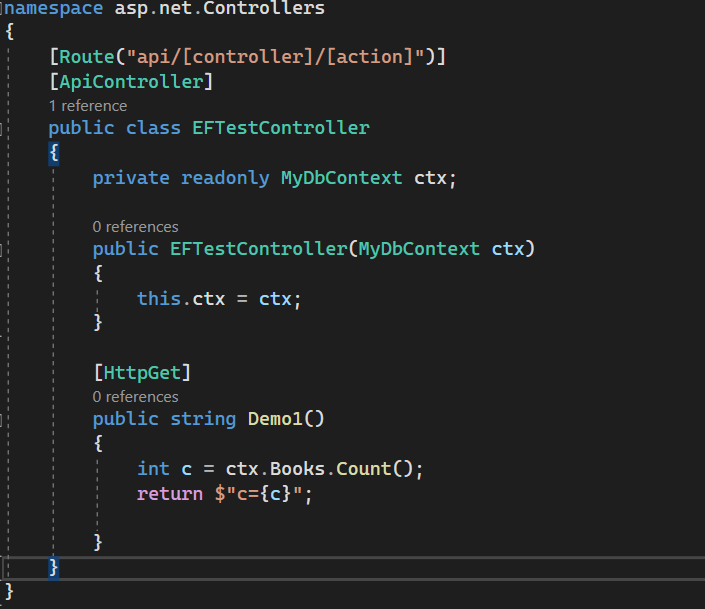 namespace asp.net.Controllers
{
[Route("api/[controller]/[action]")]
[ApiController]
1 reference
public class EFTestController
{
private readonly MyDbContext ctx;
0 references
public EFTestController(MyDbContext ctx)
{
this.ctx = ctx;
}
[HttpGet]
0 references
public string Demo1()
{
int c = ctx.Books.Count();
return $"c={c}";
}
}
}